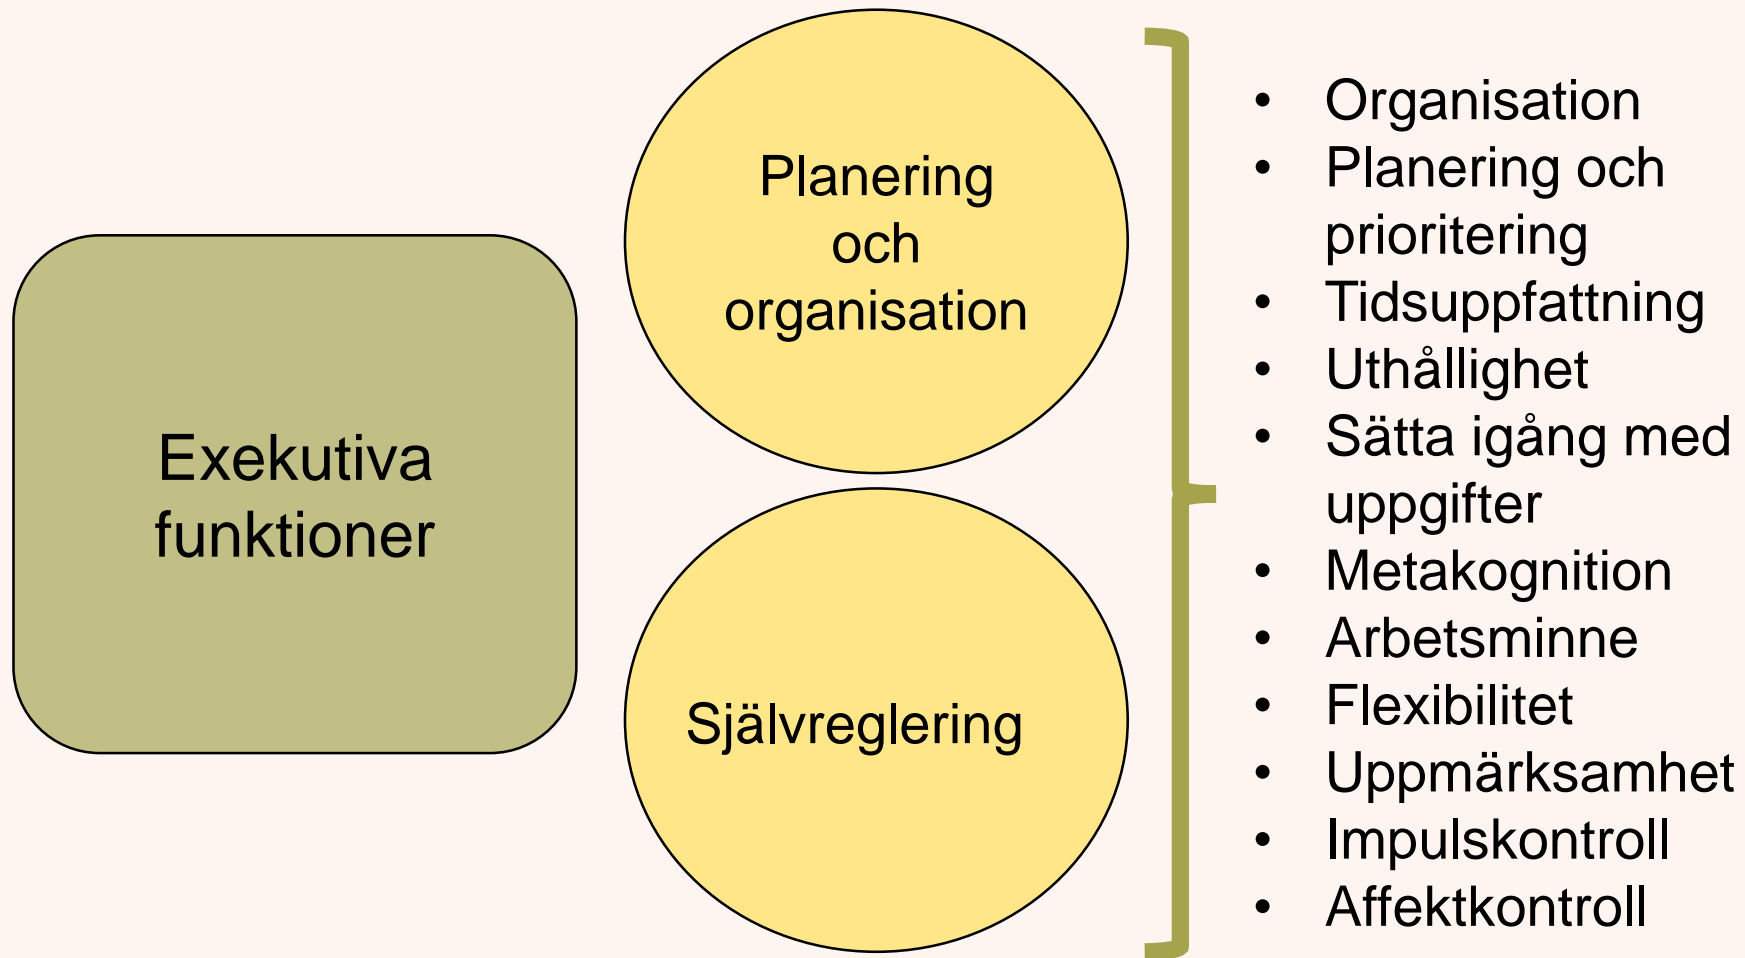 Exekutiva
funktioner
Planering
och
organisation
Självreglering
• Organisation
• Planering och
prioritering
• Tidsuppfattning
• Uthållighet
• Sätta igång med
uppgifter
• Metakognition
• Arbetsminne
• Flexibilitet
• Uppmärksamhet
• Impulskontroll
• Affektkontroll